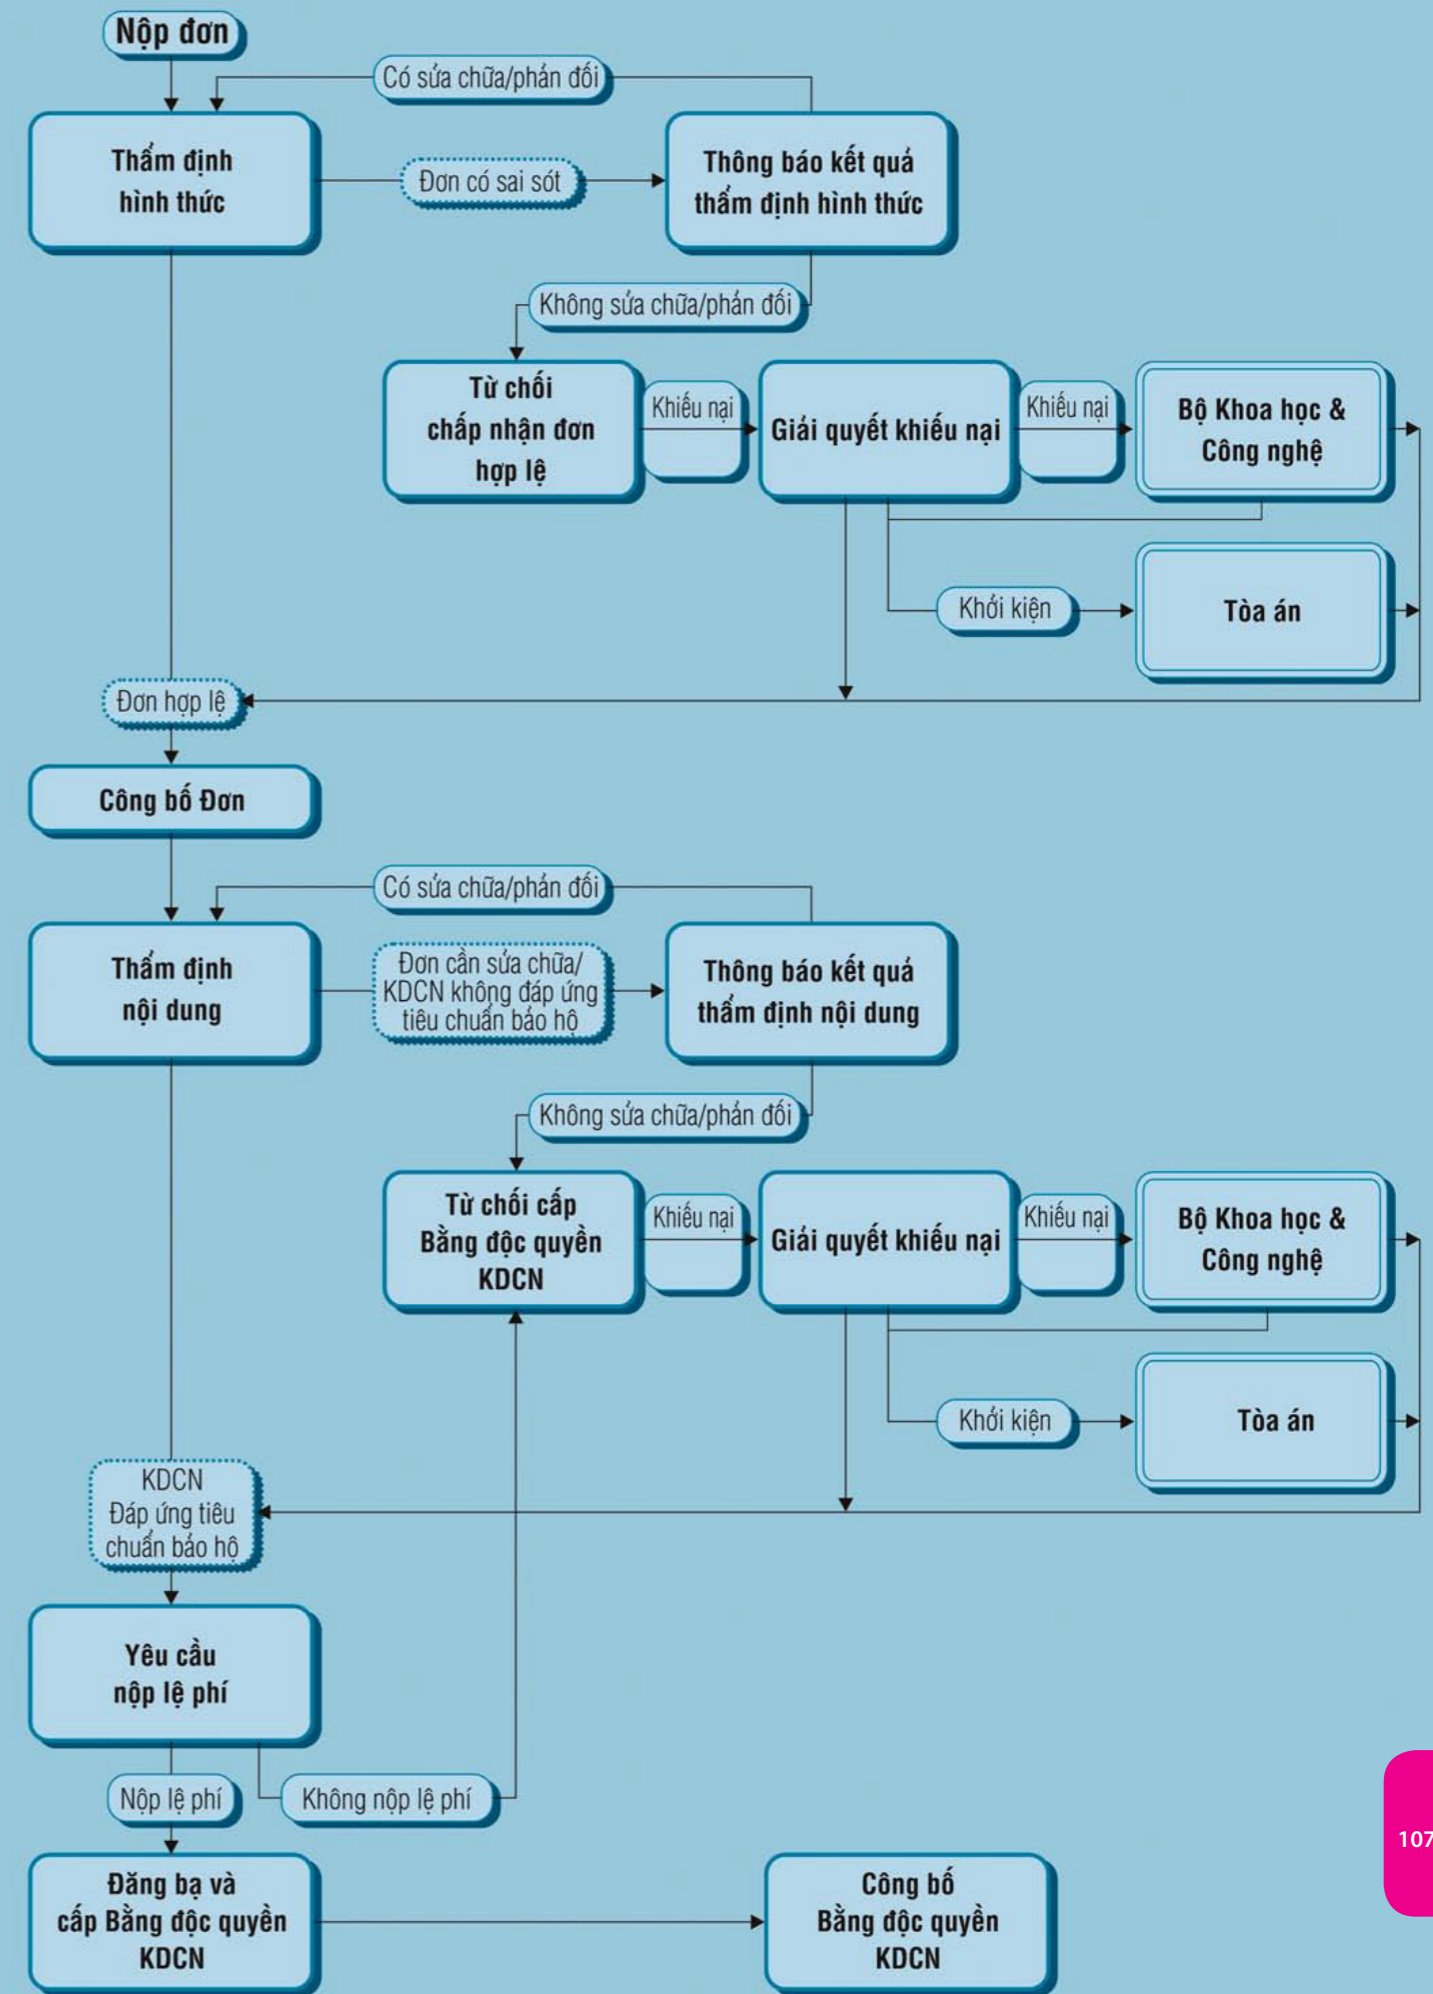 Nộp đơn
Có sửa chữa/phản đối
Thẩm định
hình thức
Đơn có sai sót
Thông báo kết quả
thẩm định hình thức
Không sửa chữa/phản đối
Từ chối
chấp nhận đơn
hợp lệ
Khiếu nại
Giải quyết khiếu nại
Khiếu nại
Bộ Khoa học &
Công nghệ
Khởi kiện
Tòa án
Đơn hợp lệ
Công bố Đơn
Có sửa chữa/phản đối
Thẩm định
nội dung
Đơn cần sửa chữa/
KDCN không đáp ứng
tiêu chuẩn bảo hộ
Thông báo kết quả
thẩm định nội dung
Không sửa chữa/phản đối
Từ chối cấp
Bằng độc quyền
KDCN
Khiếu nại
Giải quyết khiếu nại
Khiếu nại
Bộ Khoa học &
Công nghệ
Khởi kiện
Tòa án
KDCN
Đáp ứng tiêu
chuẩn bảo hộ
Yêu cầu
nộp lệ phí
Nộp lệ phí
Không nộp lệ phí
107
Đăng bạ và
cấp Bằng độc quyền
KDCN
Công bố
Bằng độc quyền
KDCN